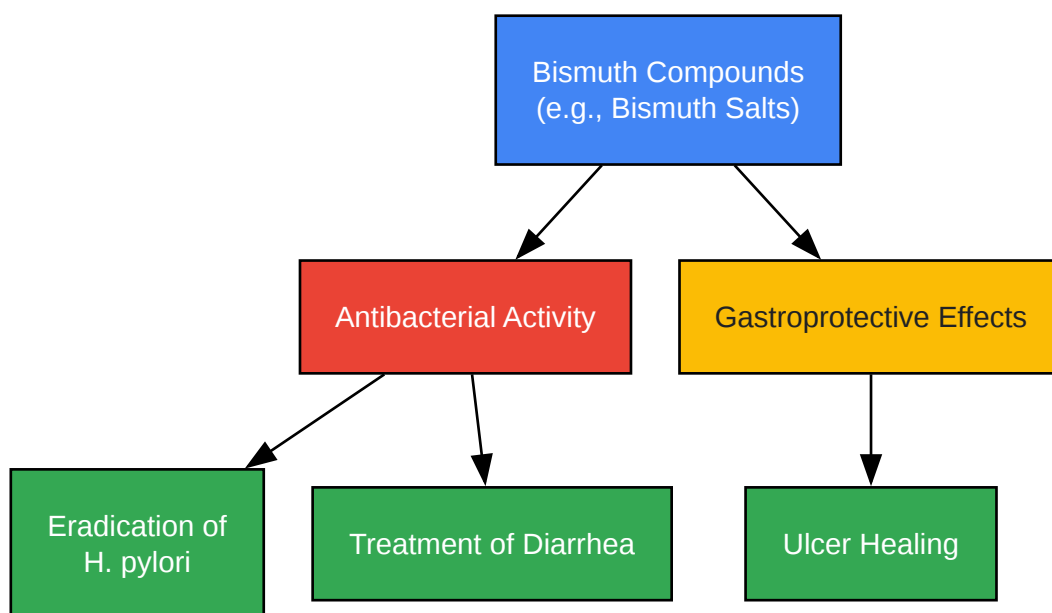 Bismuth Compounds
(e.g., Bismuth Salts)
Antibacterial Activity
Gastroprotective Effects
Eradication of
H. pylori
Treatment of Diarrhea
Ulcer Healing